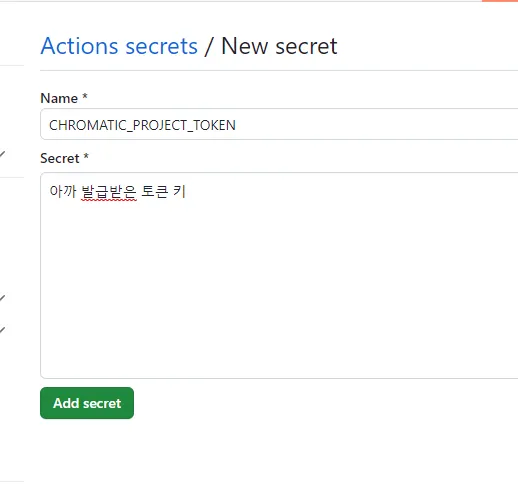 Actions secrets / New secret
Name *
CHROMATIC_PROJECT_TOKEN
Secret *
아까 발급받은 토큰 키
Add secret